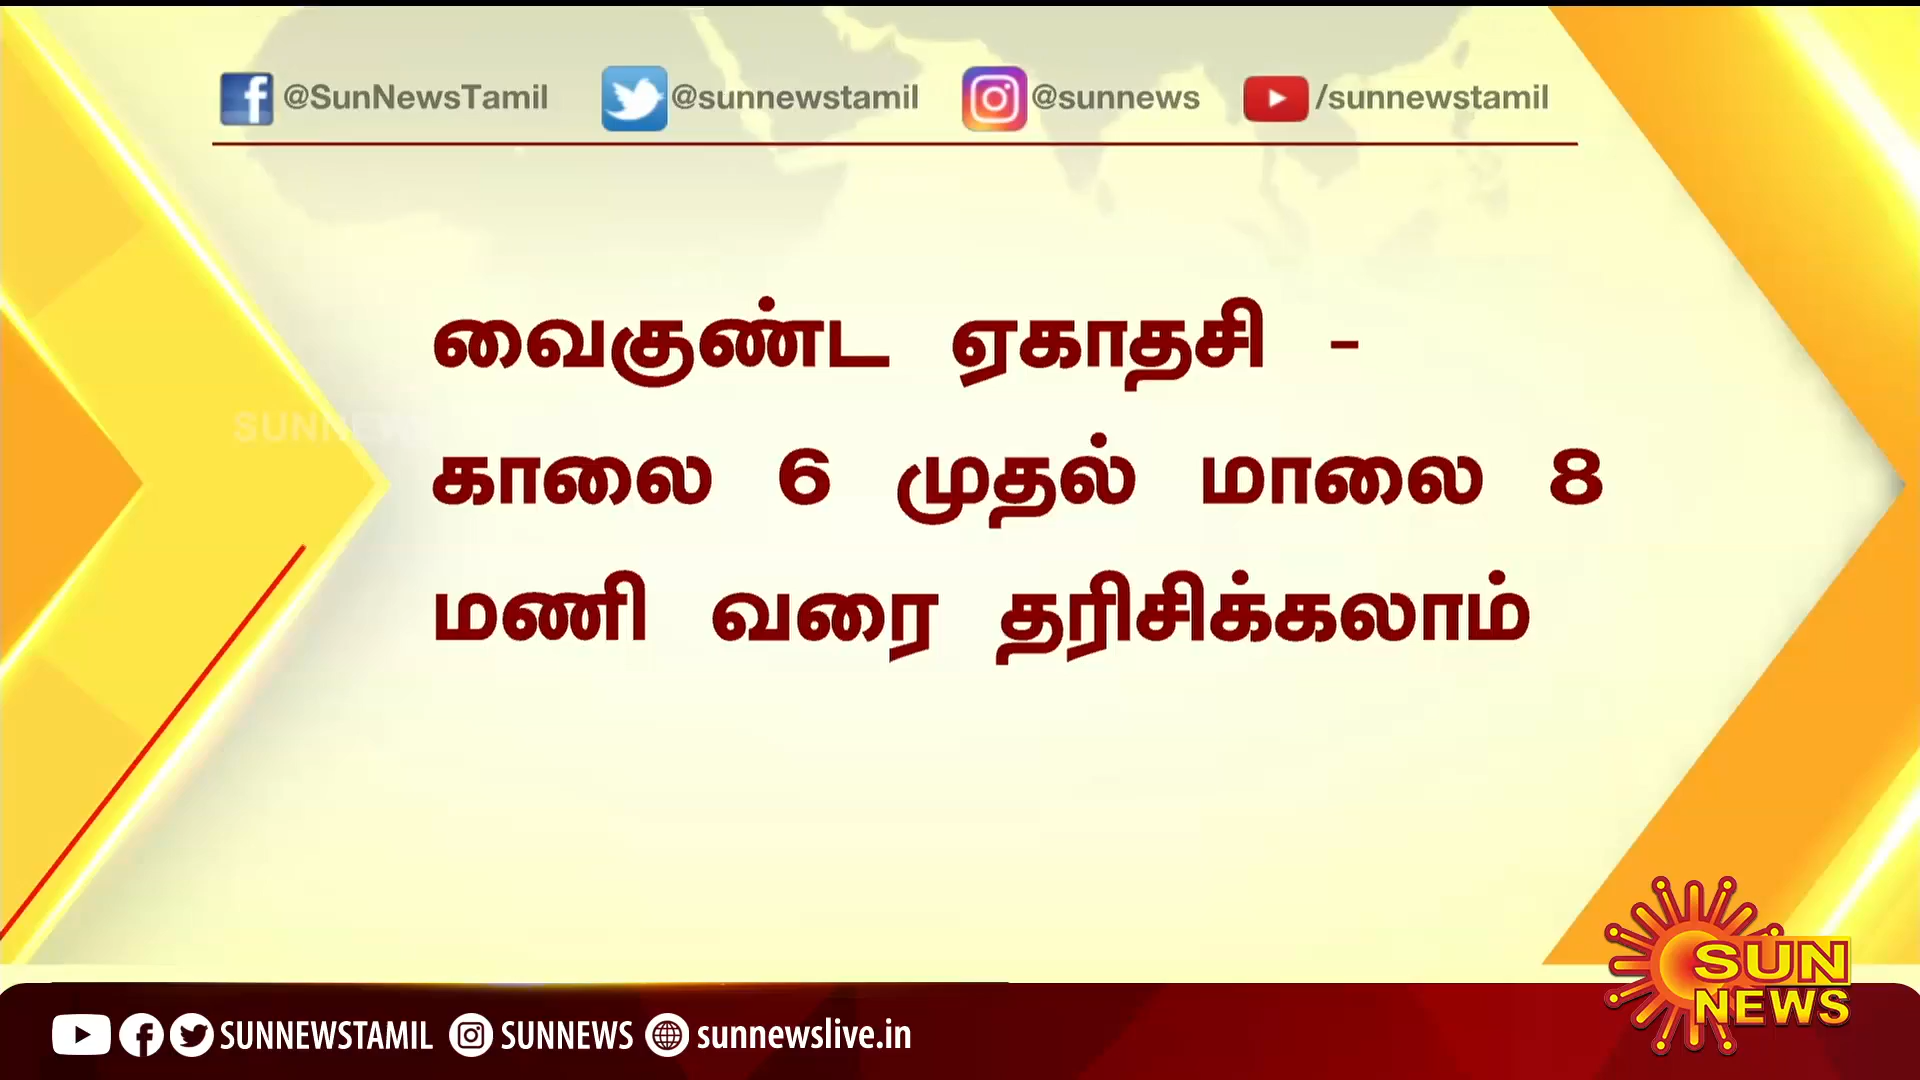 @SunNewsTamil @sunnewstamil @sunnews /sunnewstamil
வைகுண்ட ஏகாதசி -
காலை 6 முதல் மாலை 8
மணி வரை தரிசிக்கலாம்
SUNNEWS
SUN
NEWS
SUNNEWSTAMIL SUNNEWS sunnewslive.in